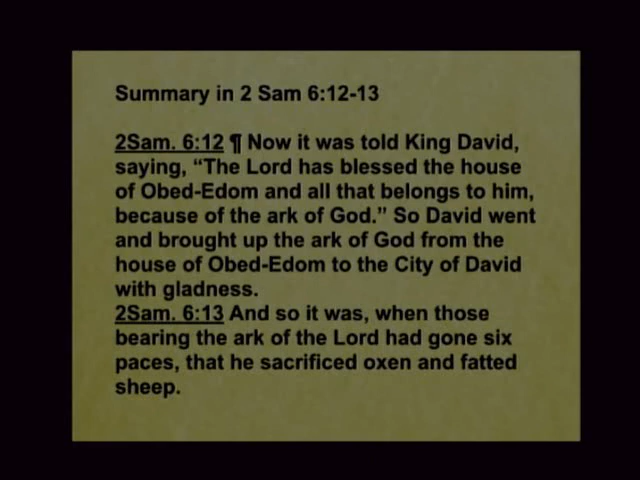 Summary in 2 Sam 6:12-13
2Sam. 6:12 ¶ Now it was told King David,
saying, “The Lord has blessed the house
of Obed-Edom and all that belongs to him,
because of the ark of God.” So David went
and brought up the ark of God from the
house of Obed-Edom to the City of David
with gladness.
2Sam. 6:13 And so it was, when those
bearing the ark of the Lord had gone six
paces, that he sacrificed oxen and fatted
sheep.